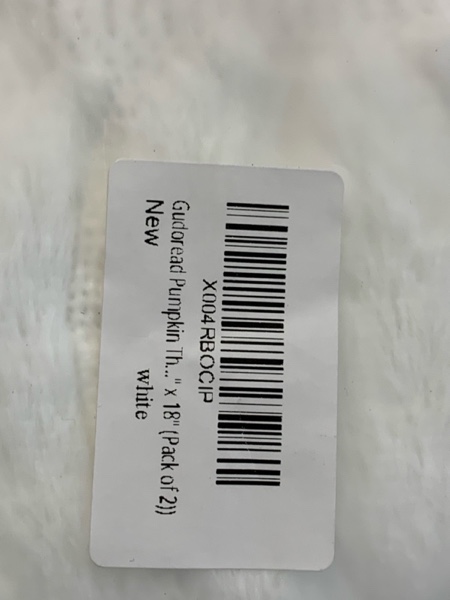 X004RBOCIP
Gudoread Pumpkin Th..." x 18" (Pack of 2))
New
white